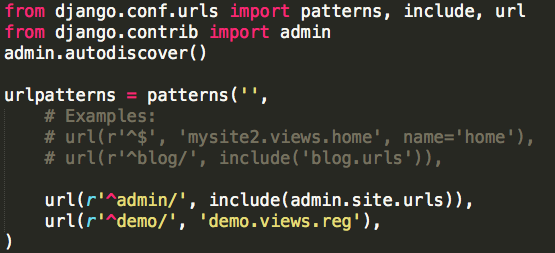 from django.conf.urls import patterns, include, url
from django.contrib import admin
admin.autodiscover()
urlpatterns = patterns('',
# Examples:
# url(r'^$', 'mysite2.views.home', name='home'),
# url(r'^blog/', include('blog.urls')),
url(r'^admin/', include(admin.site.urls)),
url(r'^demo/', 'demo.views.reg'),
)